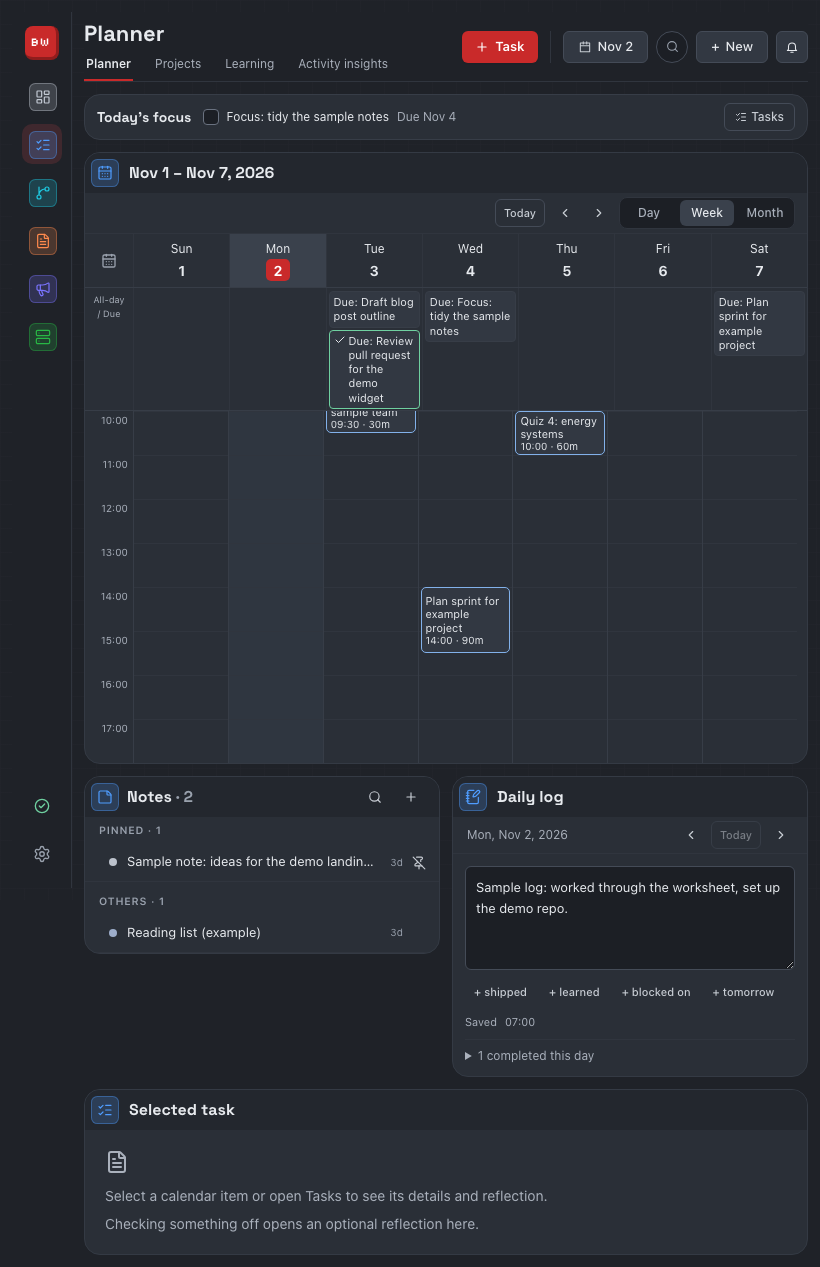 BW
Planner
+ Task
Nov 2
+ New
Planner
Projects
Learning
Activity insights
Today's focus
Focus: tidy the sample notes
Due Nov 4
Tasks
Nov 1 – Nov 7, 2026
Today
Day
Week
Month
Sun
1
Mon
2
Tue
3
Wed
4
Thu
5
Fri
6
Sat
7
All-day
/ Due
Due: Draft blog
post outline
Due: Review
pull request
for the
demo
widget
Due: Focus:
tidy the sample
notes
Due: Plan
sprint for
example
project
10:00
11:00
12:00
13:00
14:00
15:00
16:00
17:00
sample team
09:30 · 30m
Quiz 4: energy
systems
10:00 · 60m
Plan sprint for
example
project
14:00 · 90m
Notes · 2
PINNED · 1
Sample note: ideas for the demo landin...
3d
OTHERS · 1
Reading list (example)
3d
Daily log
Mon, Nov 2, 2026
Today
Sample log: worked through the worksheet, set up
the demo repo.
+ shipped
+ learned
+ blocked on
+ tomorrow
Saved 07:00
1 completed this day
Selected task
Select a calendar item or open Tasks to see its details and reflection.
Checking something off opens an optional reflection here.